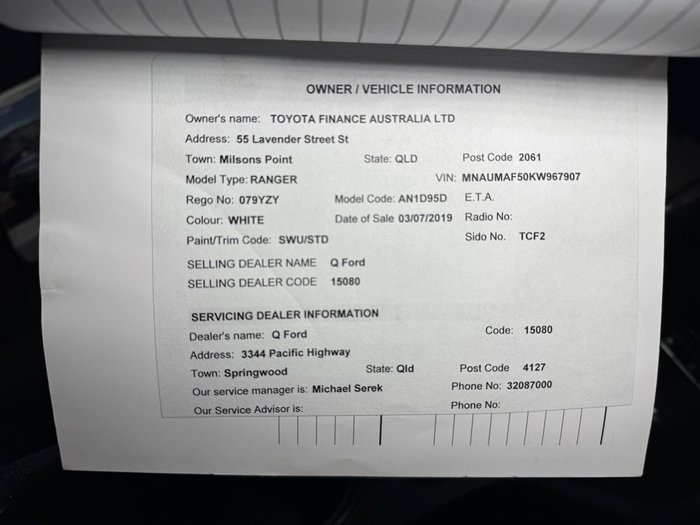 OWNER / VEHICLE INFORMATION
Owner's name: TOYOTA FINANCE AUSTRALIA LTD
Address: 55 Lavender Street St
Town: Milsons Point State: QLD Post Code 2061
Model Type: RANGER VIN: MNAUMAF50KW967907
Rego No: 079YZY Model Code: AN1D95D E.T.A.
Colour: WHITE Date of Sale 03/07/2019 Radio No:
Paint/Trim Code: SWU/STD Sido No. TCF2
SELLING DEALER NAME Q Ford
SELLING DEALER CODE 15080
SERVICING DEALER INFORMATION
Dealer's name: Q Ford Code: 15080
Address: 3344 Pacific Highway
Town: Springwood State: Qld Post Code 4127
Our service manager is: Michael Serek Phone No: 32087000
Our Service Advisor is: Phone No: